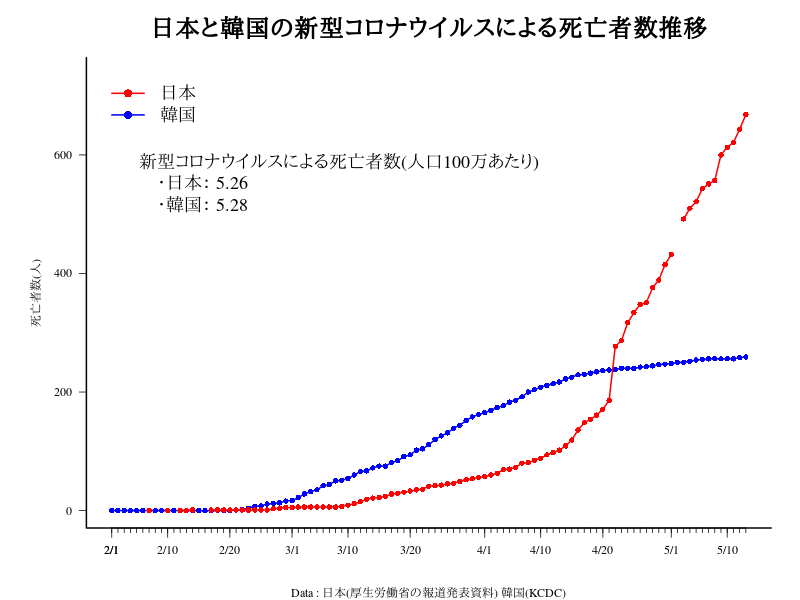 日本と韓国の新型コロナウイルスによる死亡者数推移
日本
韓国
新型コロナウイルスによる死亡者数(人口100万あたり)
・日本： 5.26
・韓国： 5.28
死亡者数(人)
600
400
200
0
2/1 2/10 2/20 3/1 3/10 3/20 4/1 4/10 4/20 5/1 5/10
Data : 日本(厚生労働省の報道発表資料) 韓国(KCDC)